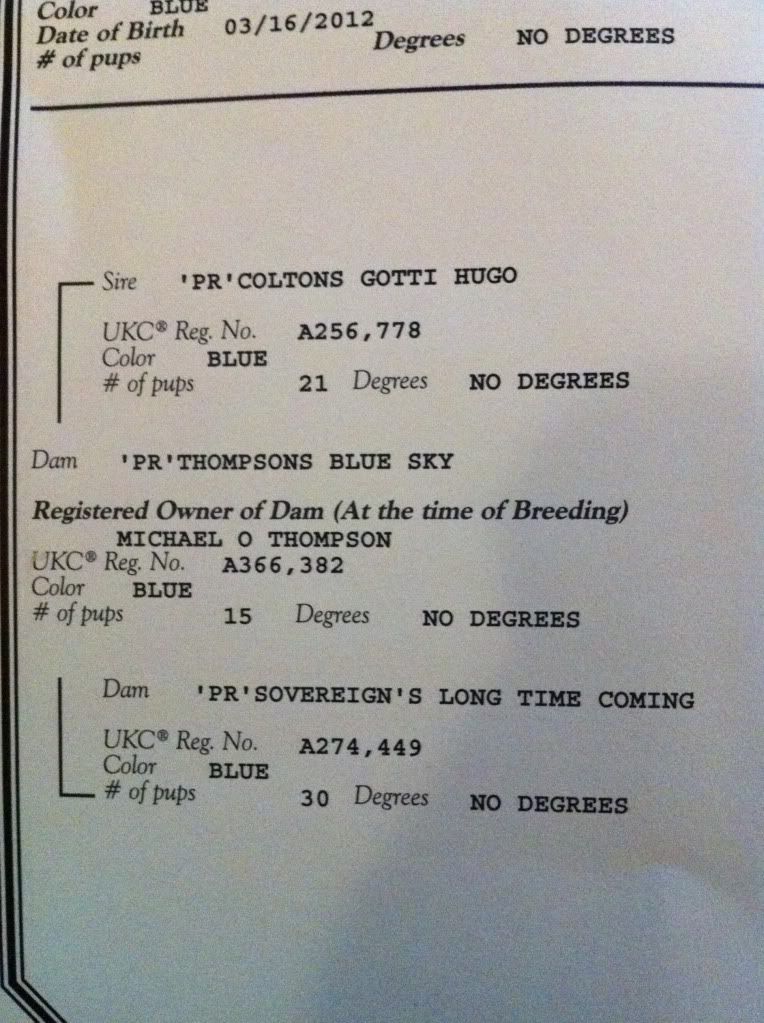 Color BLUE
Date of Birth 03/16/2012 Degrees NO DEGREES
# of pups
Sire 'PR'COLTONS GOTTI HUGO
UKC® Reg. No. A256,778
Color BLUE
# of pups 21 Degrees NO DEGREES
Dam 'PR'THOMPSONS BLUE SKY
Registered Owner of Dam (At the time of Breeding)
MICHAEL O THOMPSON
UKC® Reg. No. A366,382
Color BLUE
# of pups 15 Degrees NO DEGREES
Dam 'PR'SOVEREIGN'S LONG TIME COMING
UKC® Reg. No. A274,449
Color BLUE
# of pups 30 Degrees NO DEGREES